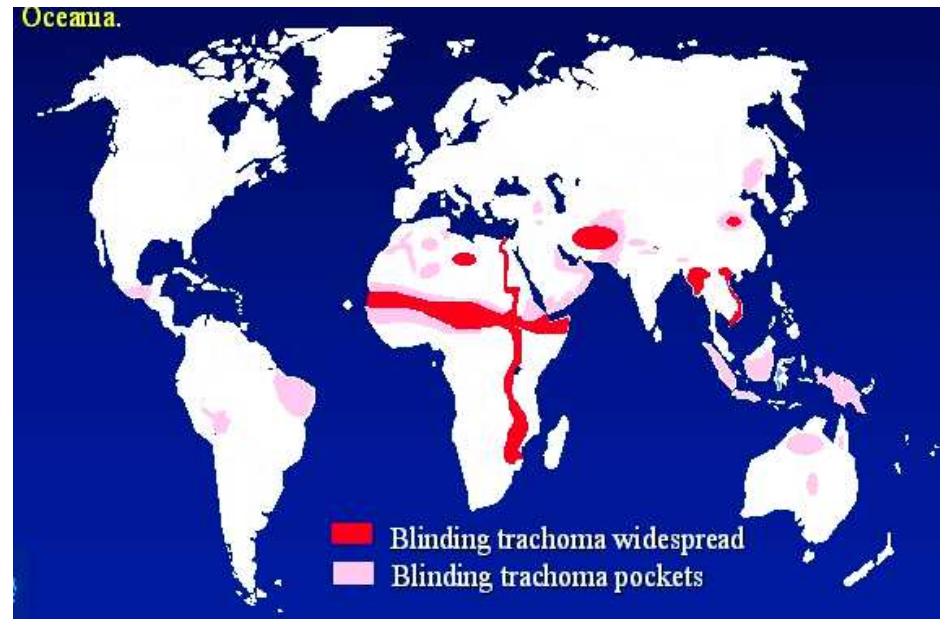 Oceania.
Blinding trachoma widespread
Blinding trachoma pockets